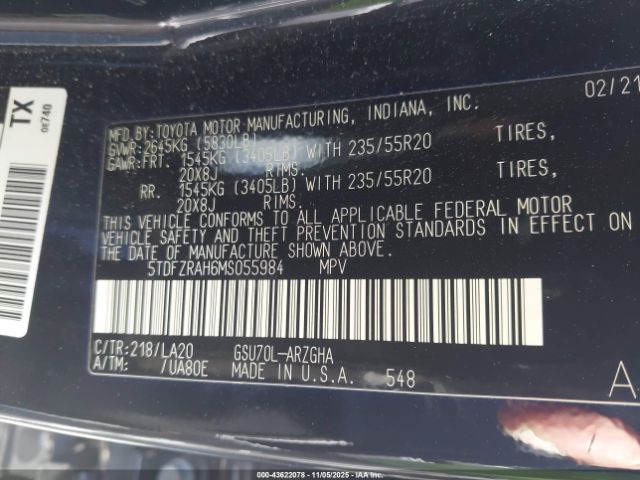 TX
0E740
02/21
MFD.BY:TOYOTA MOTOR MANUFACTURING, INDIANA, INC.
GVWR:2645KG (5830LB)
GAWR:FRT. 1545KG (3405LB) WITH 235/55R20 TIRES,
20X8J RIMS.
RR. 1545KG (3405LB) WITH 235/55R20 TIRES,
20X8J RIMS.
THIS VEHICLE CONFORMS TO ALL APPLICABLE FEDERAL MOTOR
VEHICLE SAFETY AND THEFT PREVENTION STANDARDS IN EFFECT ON
THE DATE OF MANUFACTURE SHOWN ABOVE.
5TDFZRAH6MS055984 MPV
C/TR:218/LA20 GSU70L-ARZGHA
A/TM: /UA80E MADE IN U.S.A. 548
A
000-43622078 - 11/05/2025 - IAA Inc.